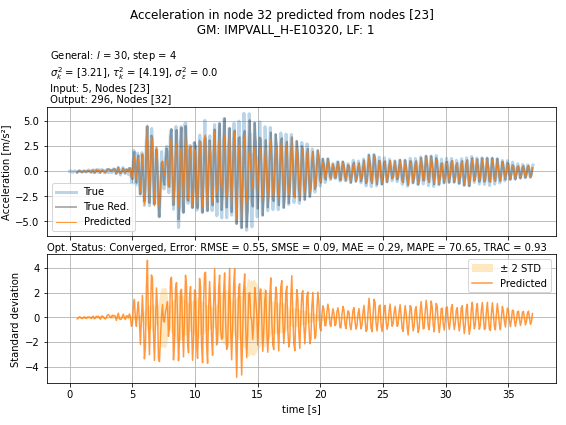 Acceleration in node 32 predicted from nodes [23]
GM: IMPVALL_H-E10320, LF: 1
General: l = 30, step = 4
σ²ₖ = [3.21], τ²ₖ = [4.19], σ²ε = 0.0
Input: 5, Nodes [23]
Output: 296, Nodes [32]
Acceleration [m/s²]
5.0
2.5
0.0
−2.5
−5.0
True
True Red.
Predicted
Opt. Status: Converged, Error: RMSE = 0.55, SMSE = 0.09, MAE = 0.29, MAPE = 70.65, TRAC = 0.93
Standard deviation
4
2
0
−2
−4
± 2 STD
Predicted
0 5 10 15 20 25 30 35
time [s]